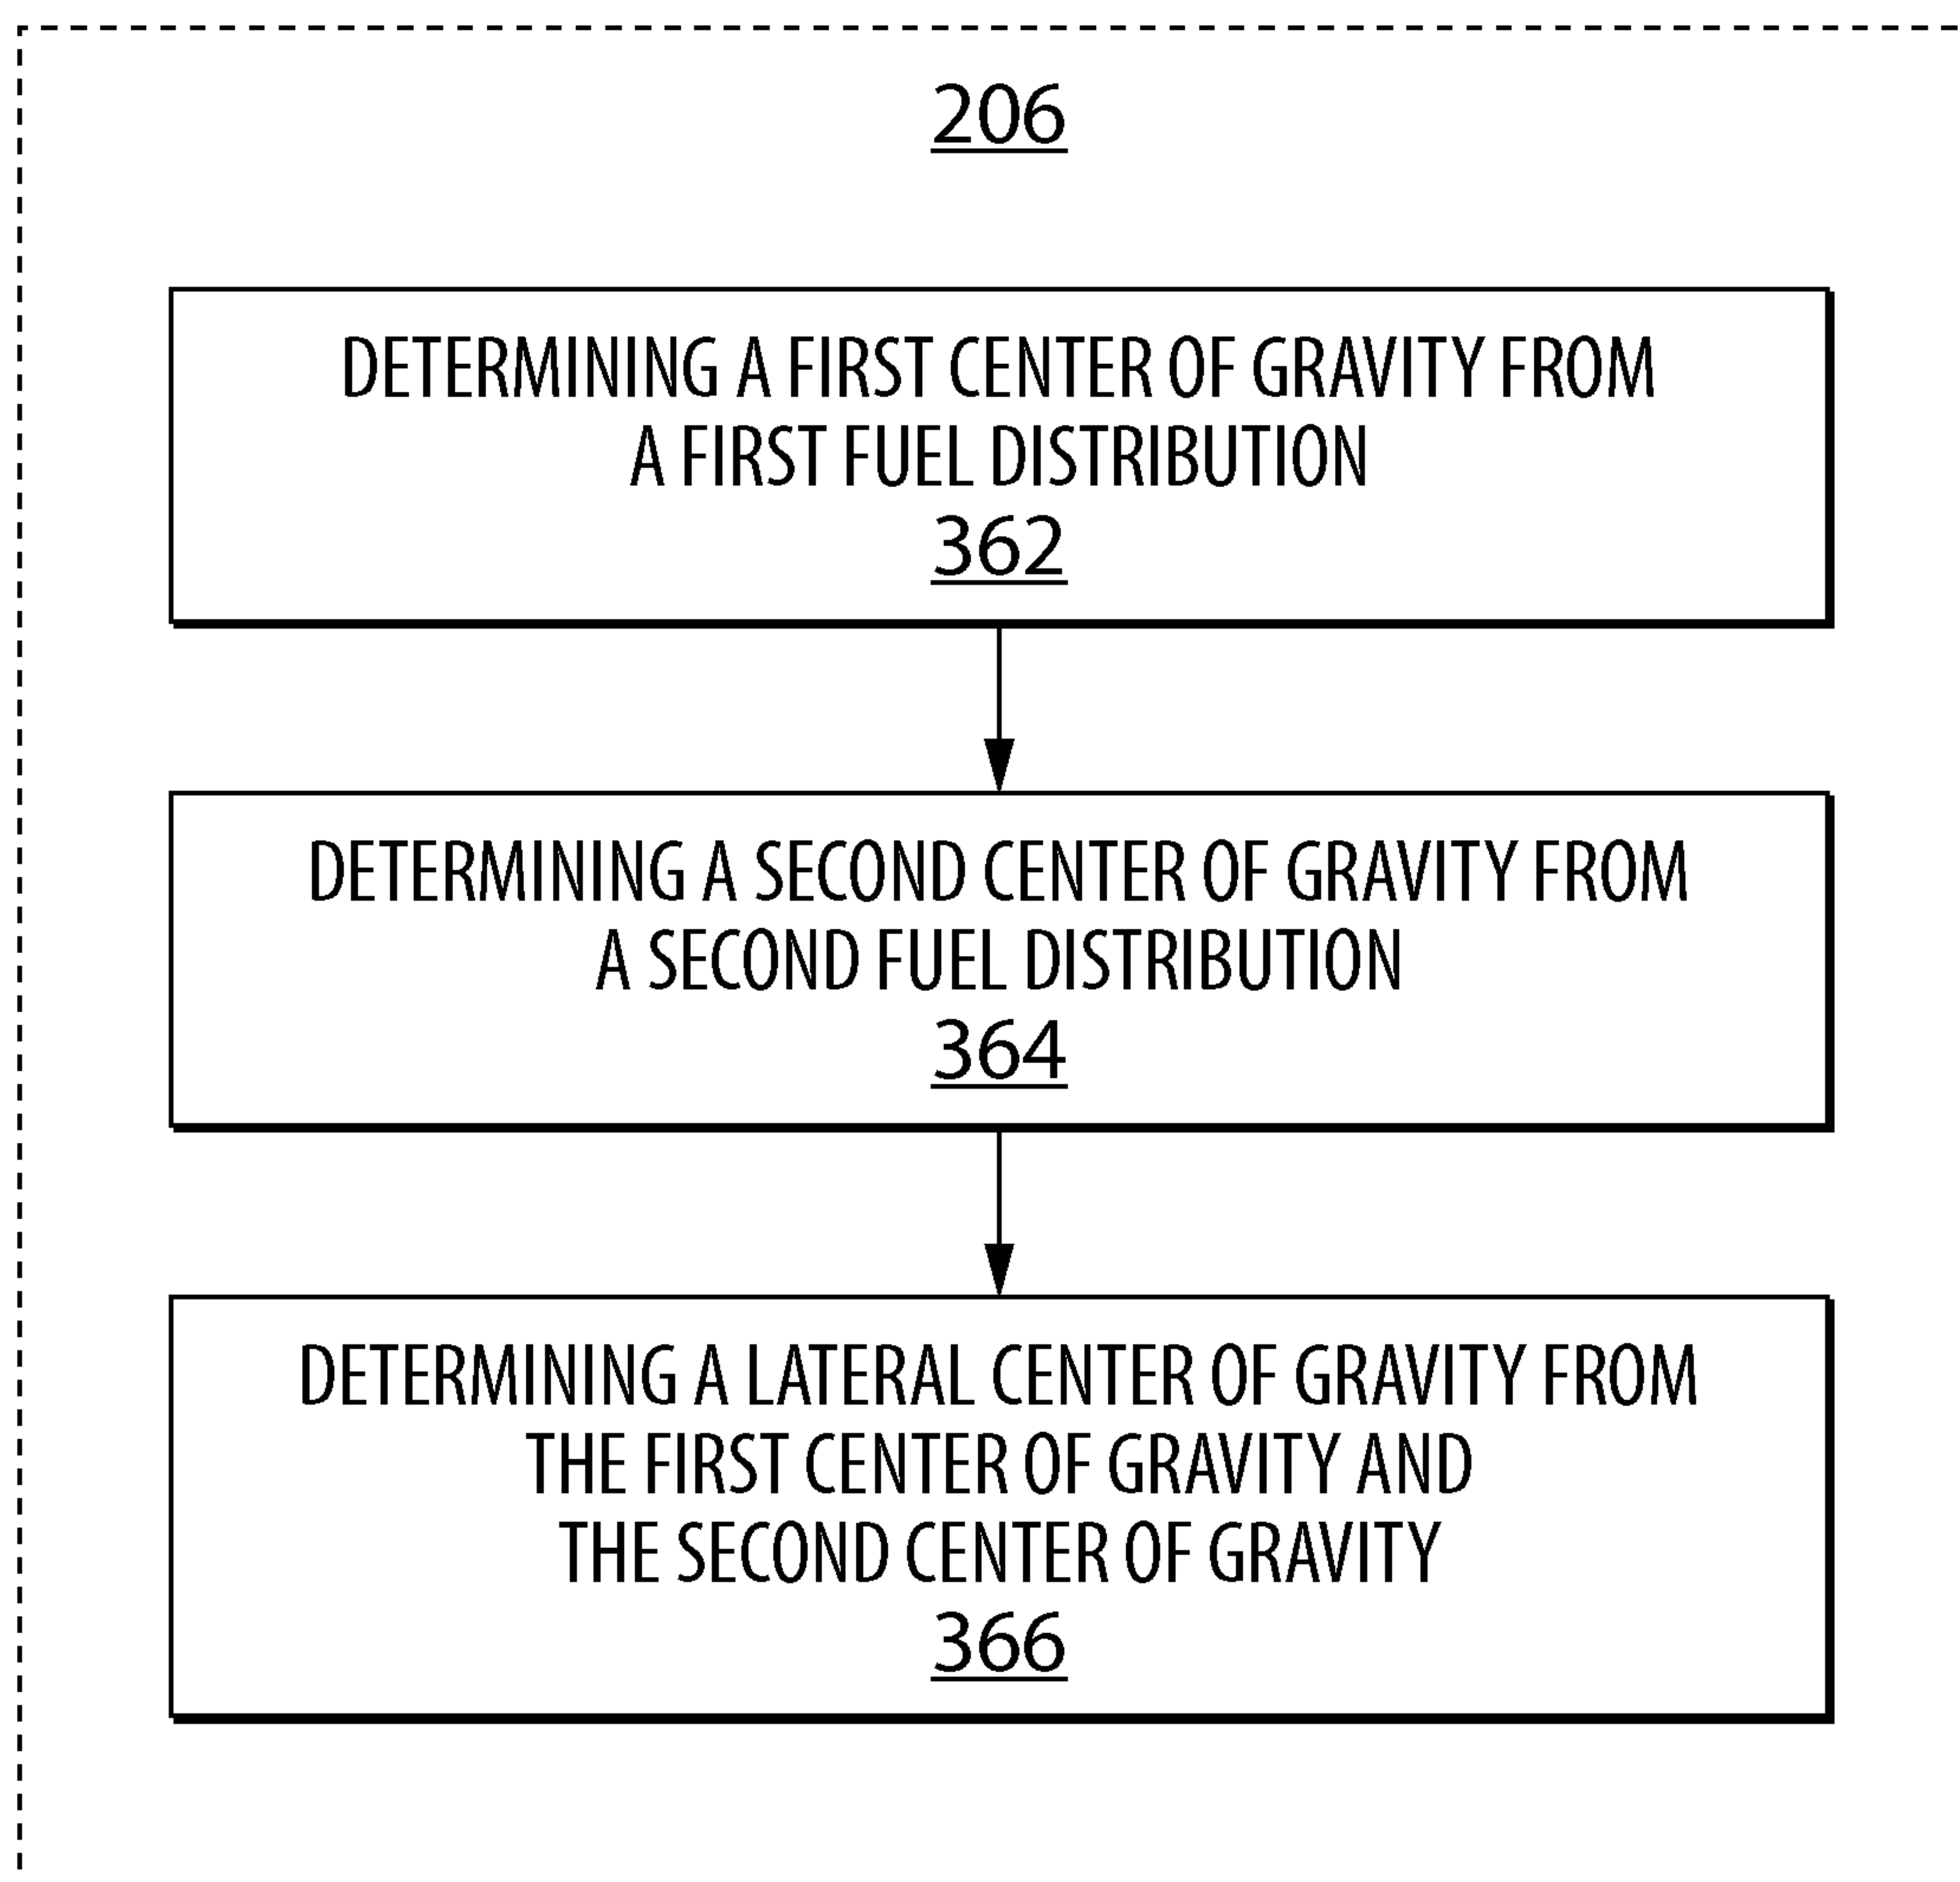 206
DETERMINING A FIRST CENTER OF GRAVITY FROM
A FIRST FUEL DISTRIBUTION
362
DETERMINING A SECOND CENTER OF GRAVITY FROM
A SECOND FUEL DISTRIBUTION
364
DETERMINING A LATERAL CENTER OF GRAVITY FROM
THE FIRST CENTER OF GRAVITY AND
THE SECOND CENTER OF GRAVITY
366